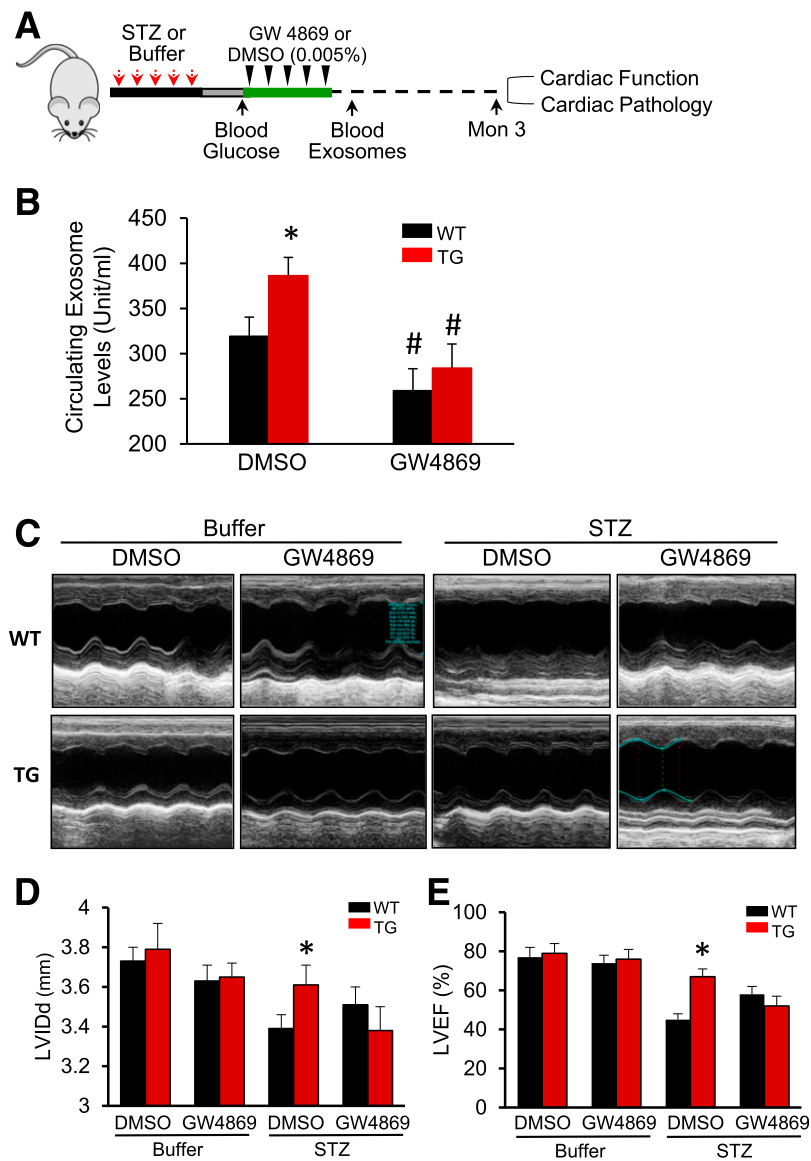 A
STZ or
Buffer
GW 4869 or
DMSO (0.005%)
Blood
Glucose
Blood
Exosomes
Mon 3
Cardiac Function
Cardiac Pathology
B
Circulating Exosome
Levels (Unit/ml)
450
400
350
300
250
200
*
#
#
WT
TG
DMSO
GW4869
C
Buffer
STZ
DMSO
GW4869
DMSO
GW4869
WT
TG
D
LVIDd (mm)
4
3.8
3.6
3.4
3.2
3
*
WT
TG
DMSO
GW4869
DMSO
GW4869
Buffer
STZ
E
LVEF (%)
100
80
60
40
20
0
*
WT
TG
DMSO
GW4869
DMSO
GW4869
Buffer
STZ